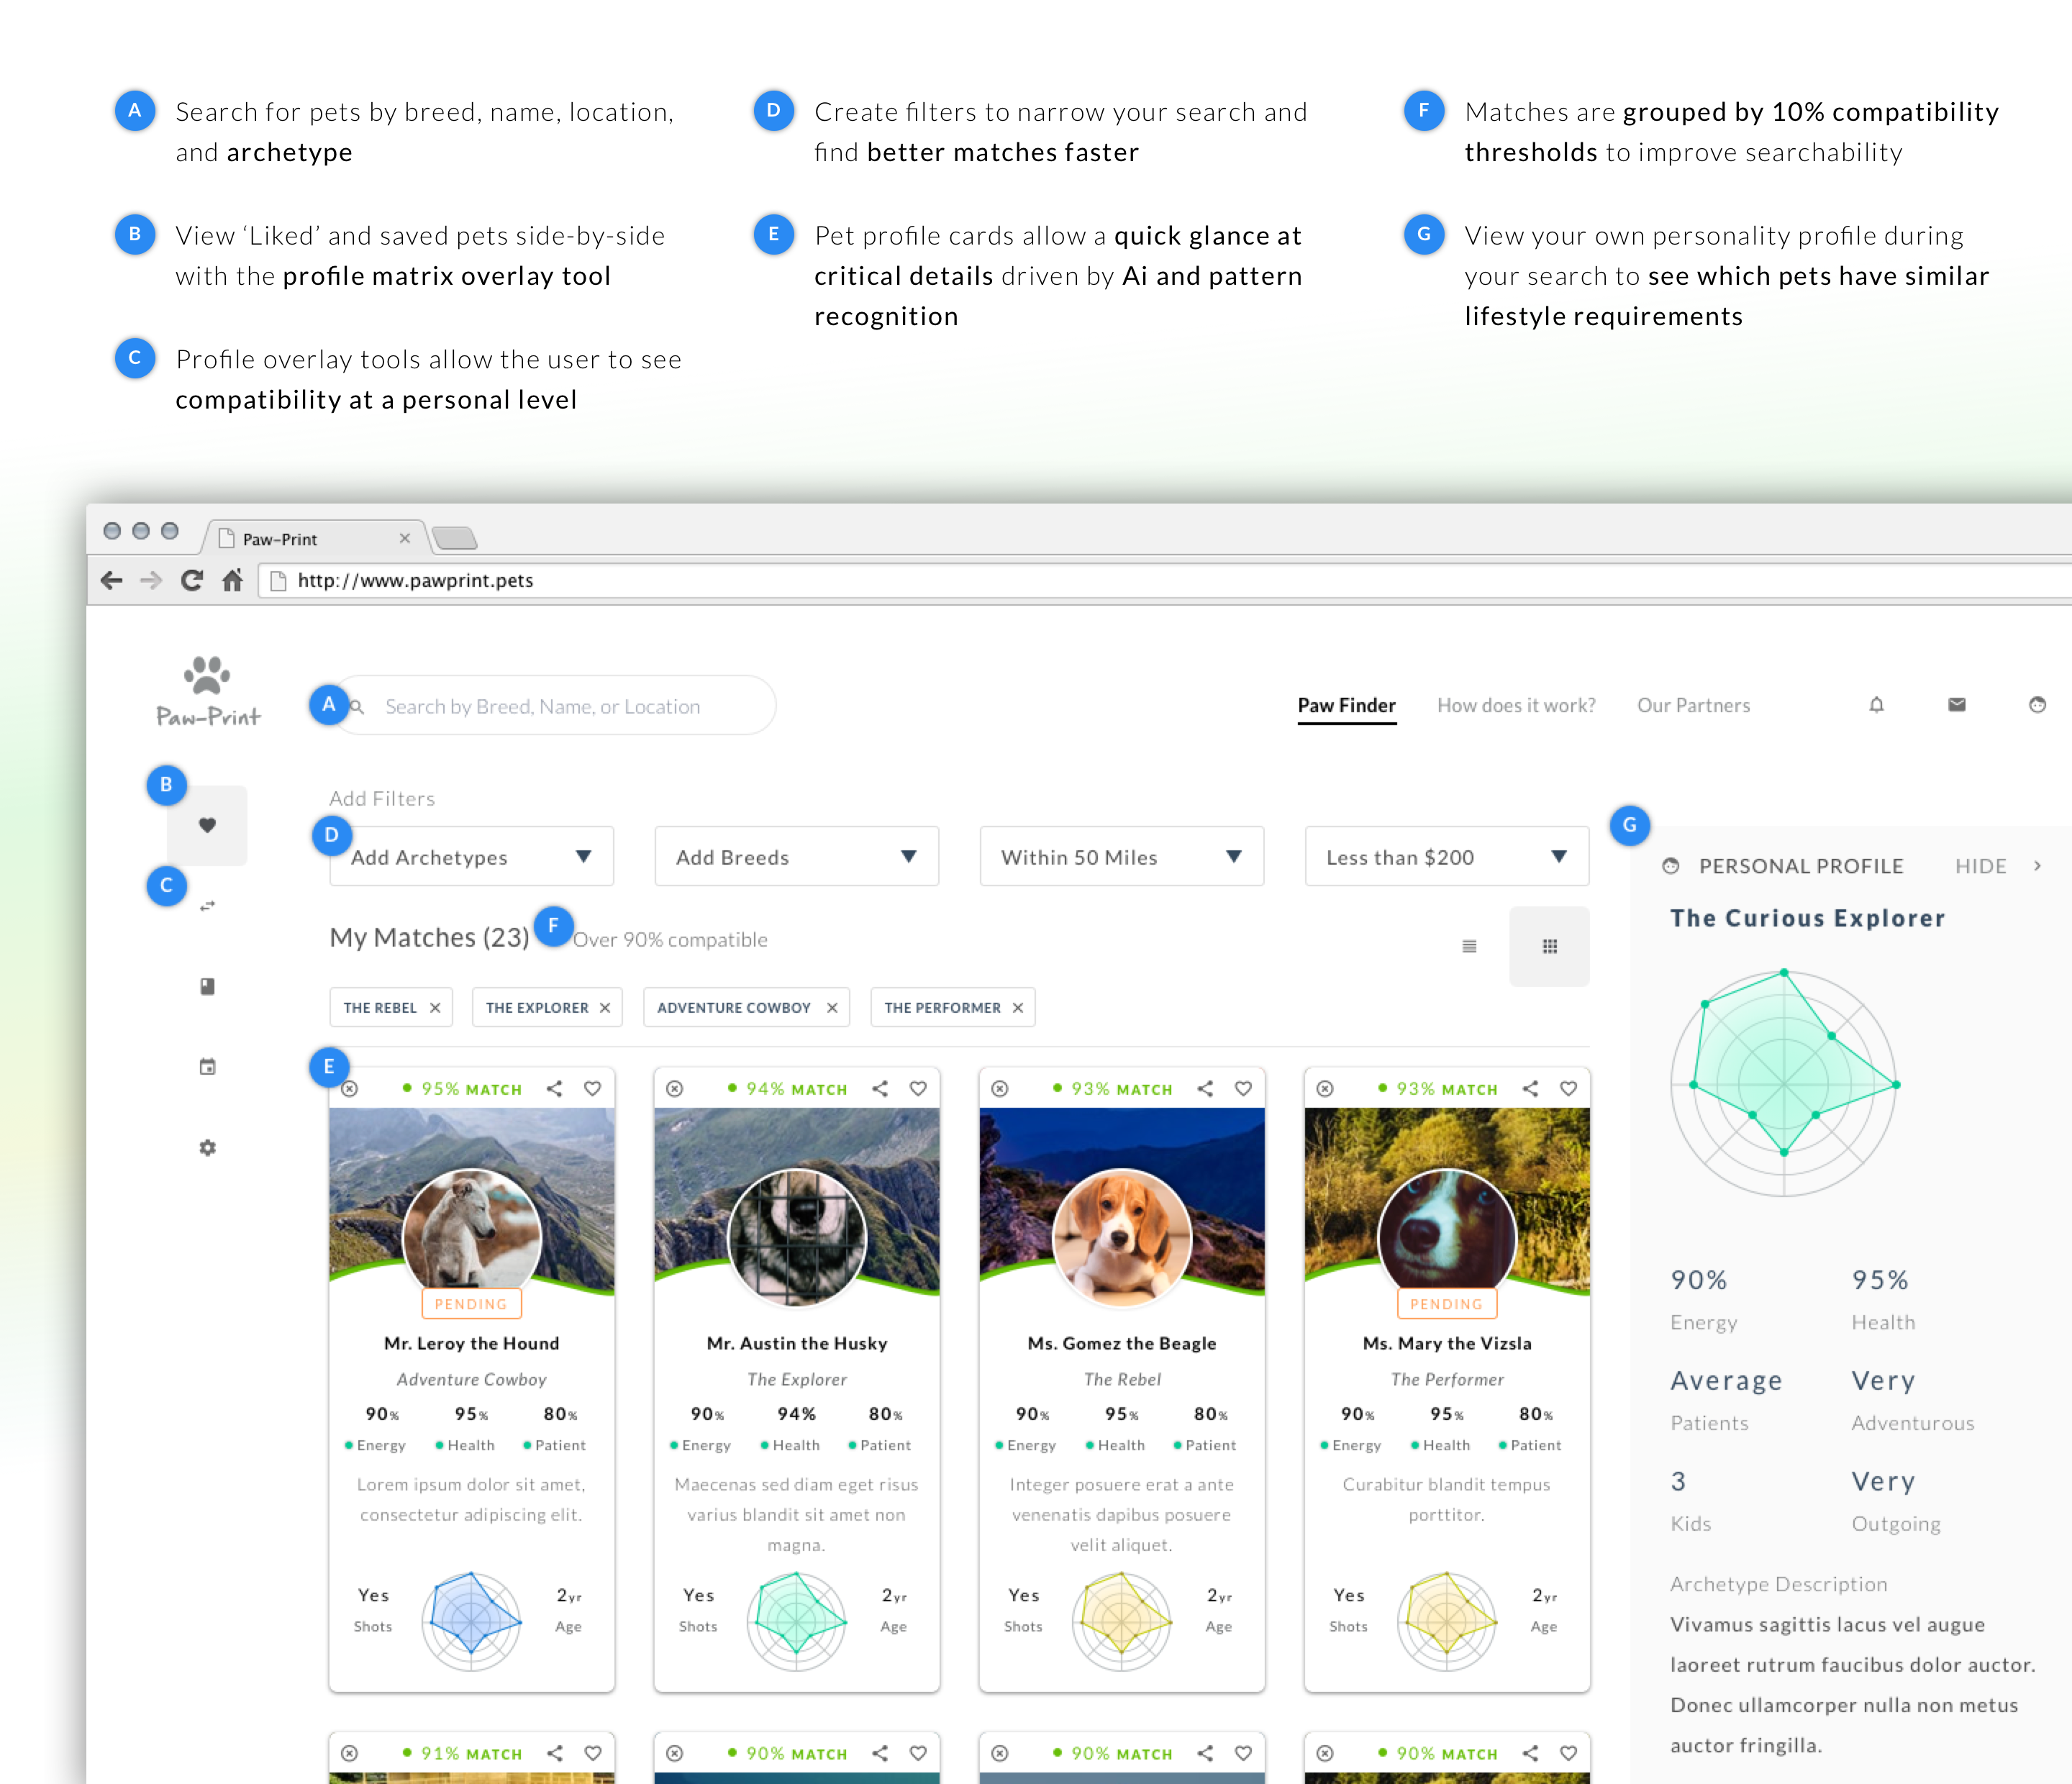 A
Search for pets by breed, name, location,
and archetype
B
View ‘Liked’ and saved pets side-by-side
with the profile matrix overlay tool
C
Profile overlay tools allow the user to see
compatibility at a personal level
D
Create filters to narrow your search and
find better matches faster
E
Pet profile cards allow a quick glance at
critical details driven by Ai and pattern
recognition
F
Matches are grouped by 10% compatibility
thresholds to improve searchability
G
View your own personality profile during
your search to see which pets have similar
lifestyle requirements
Paw-Print
http://www.pawprint.pets
Paw-Print
A
Search by Breed, Name, or Location
Paw Finder How does it work? Our Partners
B
C
Add Filters
D
Add Archetypes Add Breeds Within 50 Miles Less than $200
My Matches (23) F Over 90% compatible
THE REBEL THE EXPLORER ADVENTURE COWBOY THE PERFORMER
E
95% MATCH
PENDING
Mr. Leroy the Hound
Adventure Cowboy
90% 95% 80%
Energy Health Patient
Lorem ipsum dolor sit amet,
consectetur adipiscing elit.
Yes 2yr
Shots Age
94% MATCH
Mr. Austin the Husky
The Explorer
90% 94% 80%
Energy Health Patient
Maecenas sed diam eget risus
varius blandit sit amet non
magna.
Yes 2yr
Shots Age
93% MATCH
Ms. Gomez the Beagle
The Rebel
90% 95% 80%
Energy Health Patient
Integer posuere erat a ante
venenatis dapibus posuere
velit aliquet.
Yes 2yr
Shots Age
93% MATCH
PENDING
Ms. Mary the Vizsla
The Performer
90% 95% 80%
Energy Health Patient
Curabitur blandit tempus
porttitor.
Yes 2yr
Shots Age
91% MATCH 90% MATCH 90% MATCH 90% MATCH
G
PERSONAL PROFILE HIDE
The Curious Explorer
90% 95%
Energy Health
Average Very
Patients Adventurous
3 Very
Kids Outgoing
Archetype Description
Vivamus sagittis lacus vel augue
laoreet rutrum faucibus dolor auctor.
Donec ullamcorper nulla non metus
auctor fringilla.